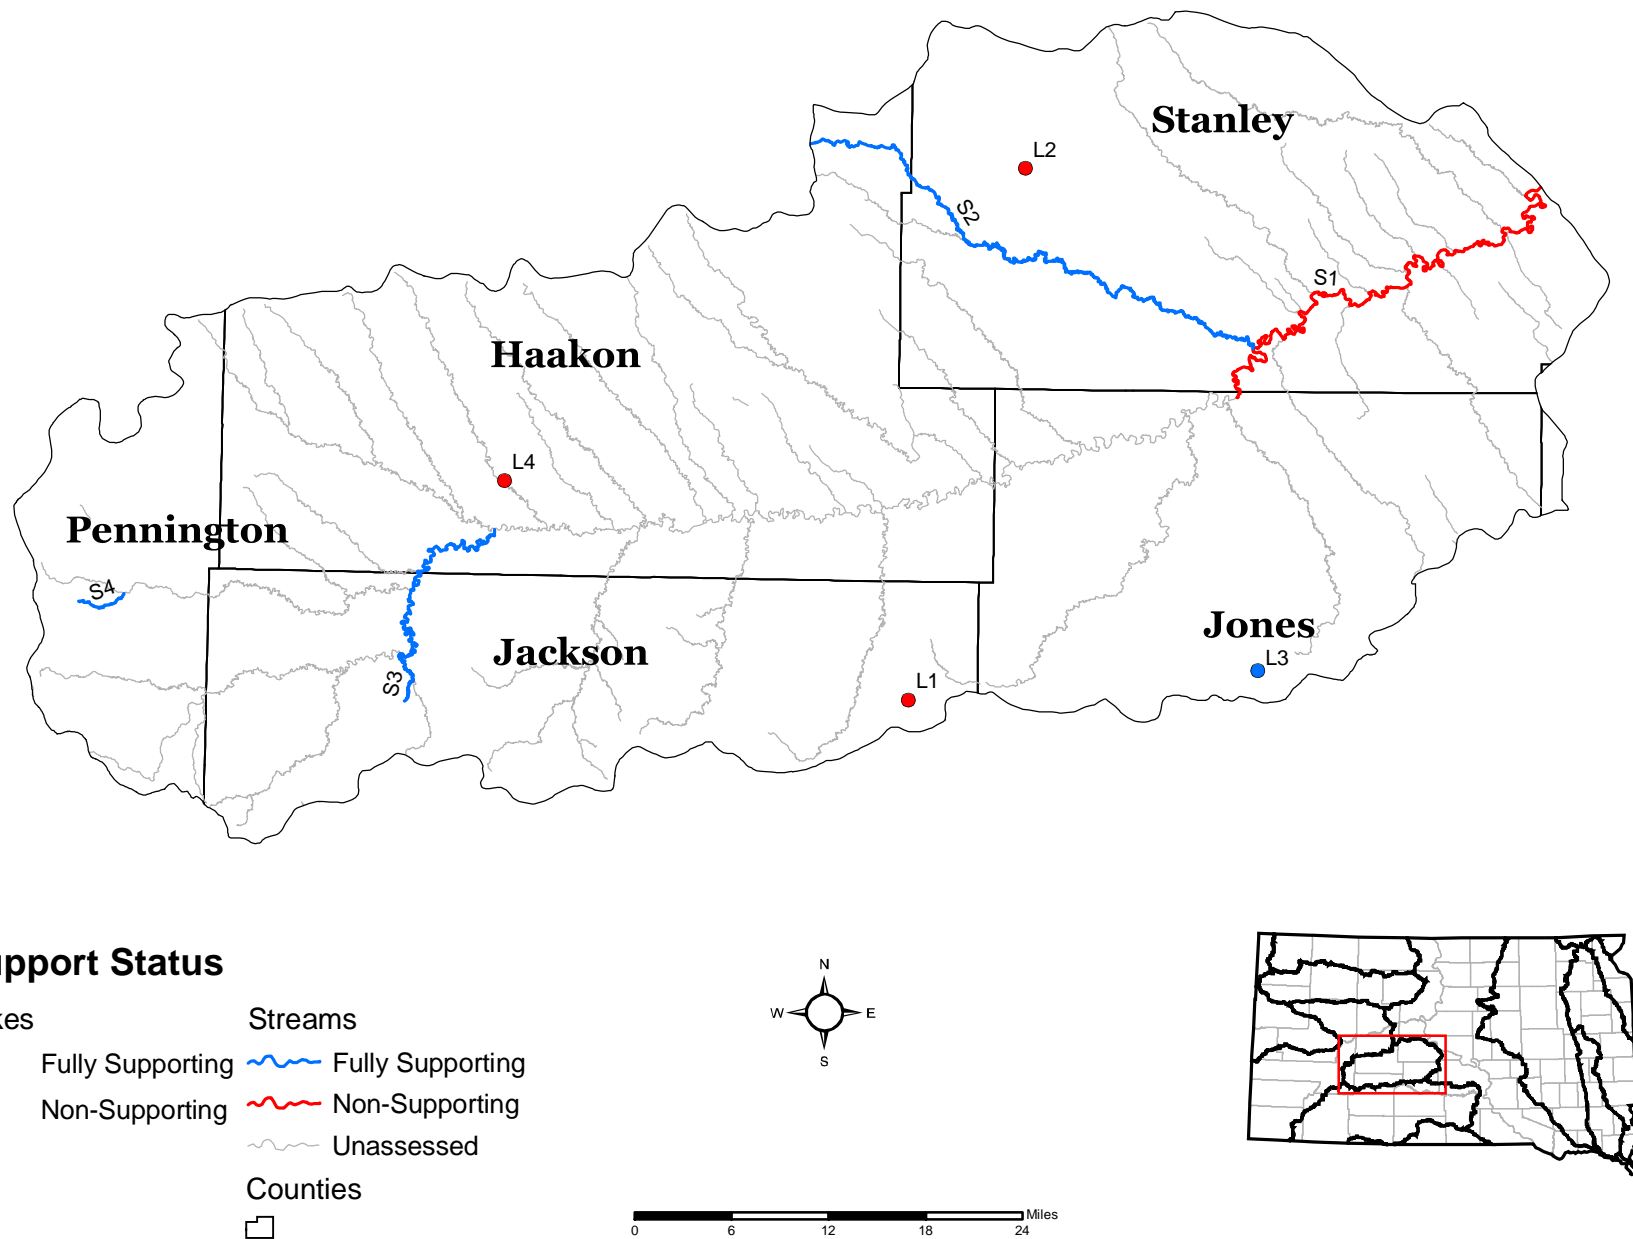 Stanley
L2
S2
S1
Haakon
L4
Pennington
S4
Jones
Jackson
L3
S3
L1
upport Status
kes
Streams
Fully Supporting
Fully Supporting
Non-Supporting
Non-Supporting
Unassessed
Counties
N
W
E
S
Miles
0 6 12 18 24